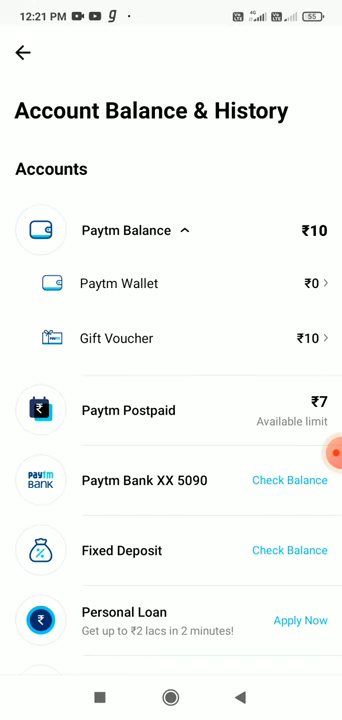 12:21 PM
55
Account Balance & History
Accounts
Paytm Balance ₹10
Paytm Wallet ₹0
Gift Voucher ₹10
Paytm Postpaid ₹7
Available limit
paytm
BANK
Paytm Bank XX 5090 Check Balance
Fixed Deposit Check Balance
Personal Loan
Get up to ₹2 lacs in 2 minutes!
Apply Now